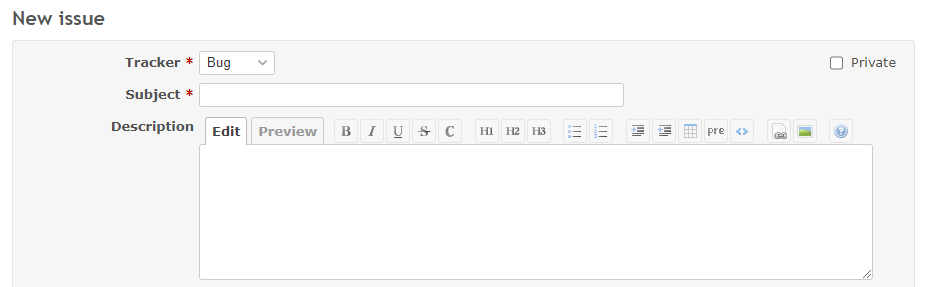 New issue
Tracker * Bug Private
Subject *
Description Edit Preview B I U S C H1 H2 H3 pre <> ?